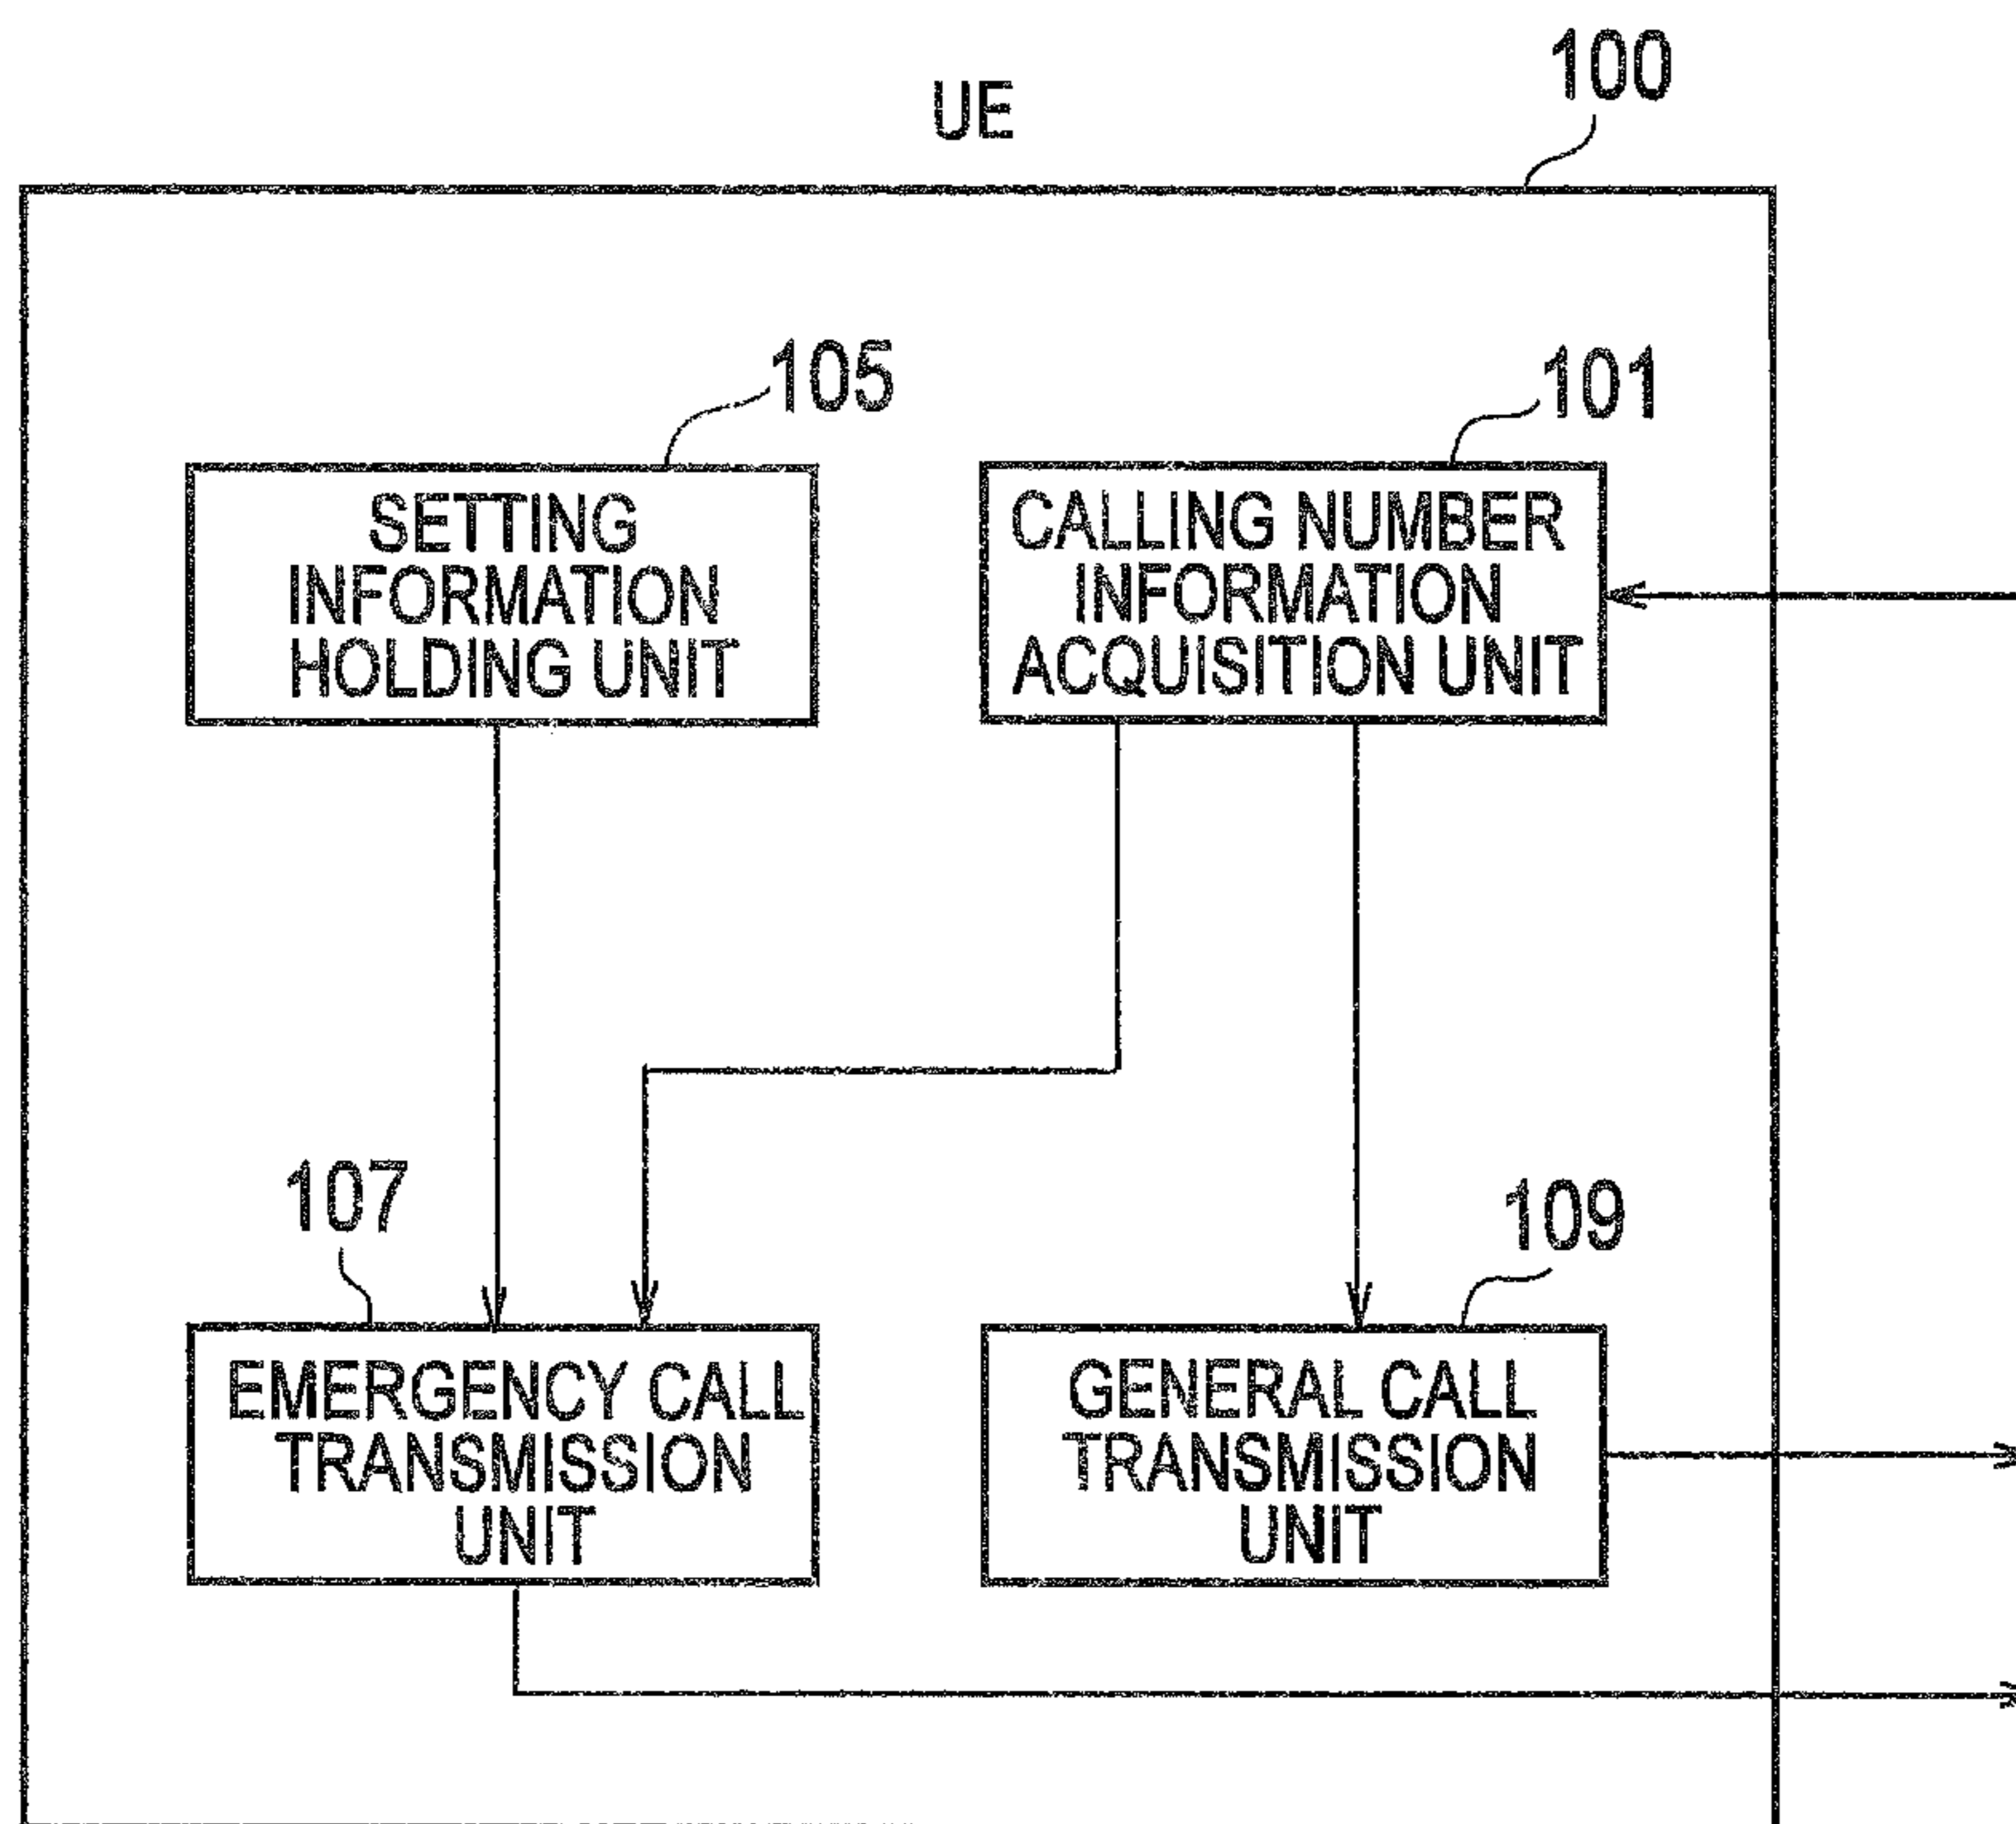 UE
100
105
101
SETTING
INFORMATION
HOLDING UNIT
CALLING NUMBER
INFORMATION
ACQUISITION UNIT
107
109
EMERGENCY CALL
TRANSMISSION
UNIT
GENERAL CALL
TRANSMISSION
UNIT